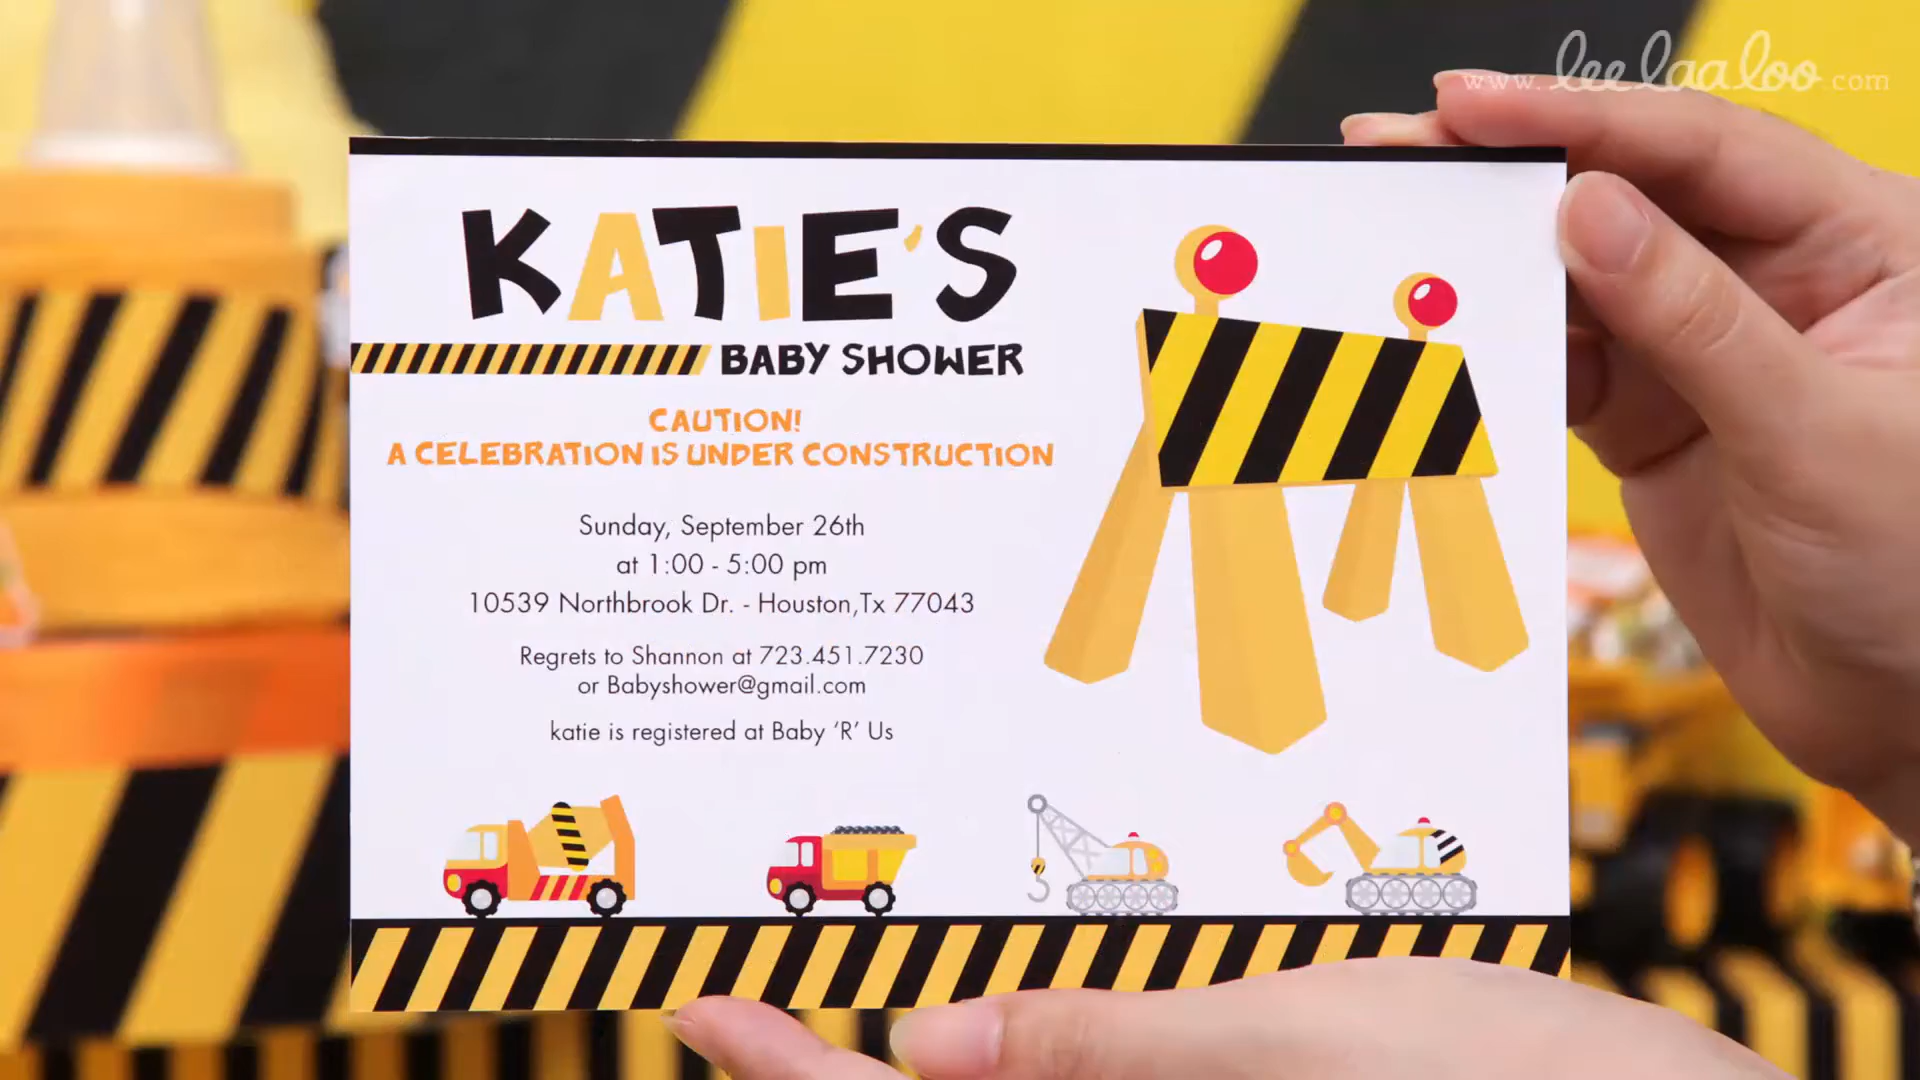 www.leelaaloo.com
KATIE'S
BABY SHOWER
CAUTION!
A CELEBRATION IS UNDER CONSTRUCTION
Sunday, September 26th
at 1:00 - 5:00 pm
10539 Northbrook Dr. - Houston,Tx 77043
Regrets to Shannon at 723.451.7230
or Babyshower@gmail.com
katie is registered at Baby ‘R’ Us